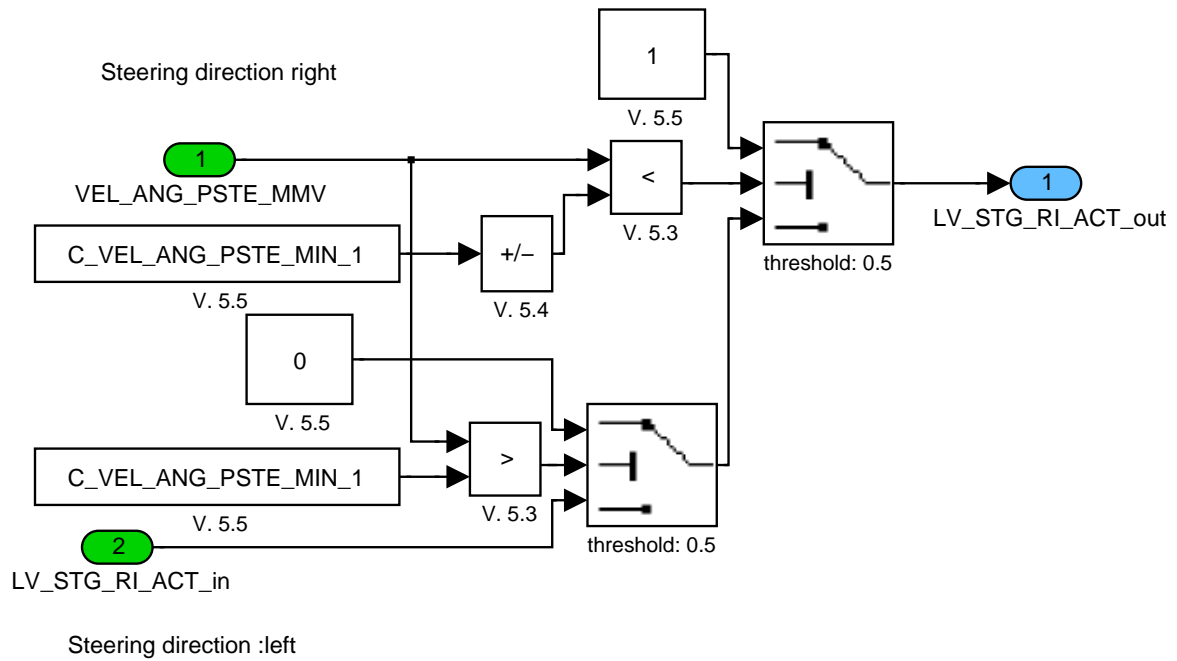 1
Steering direction right
V. 5.5
1
VEL_ANG_PSTE_MMV
<
V. 5.3
1
LV_STG_RI_ACT_out
C_VEL_ANG_PSTE_MIN_1
V. 5.5
+/−
V. 5.4
threshold: 0.5
0
V. 5.5
C_VEL_ANG_PSTE_MIN_1
V. 5.5
>
V. 5.3
threshold: 0.5
2
LV_STG_RI_ACT_in
Steering direction :left